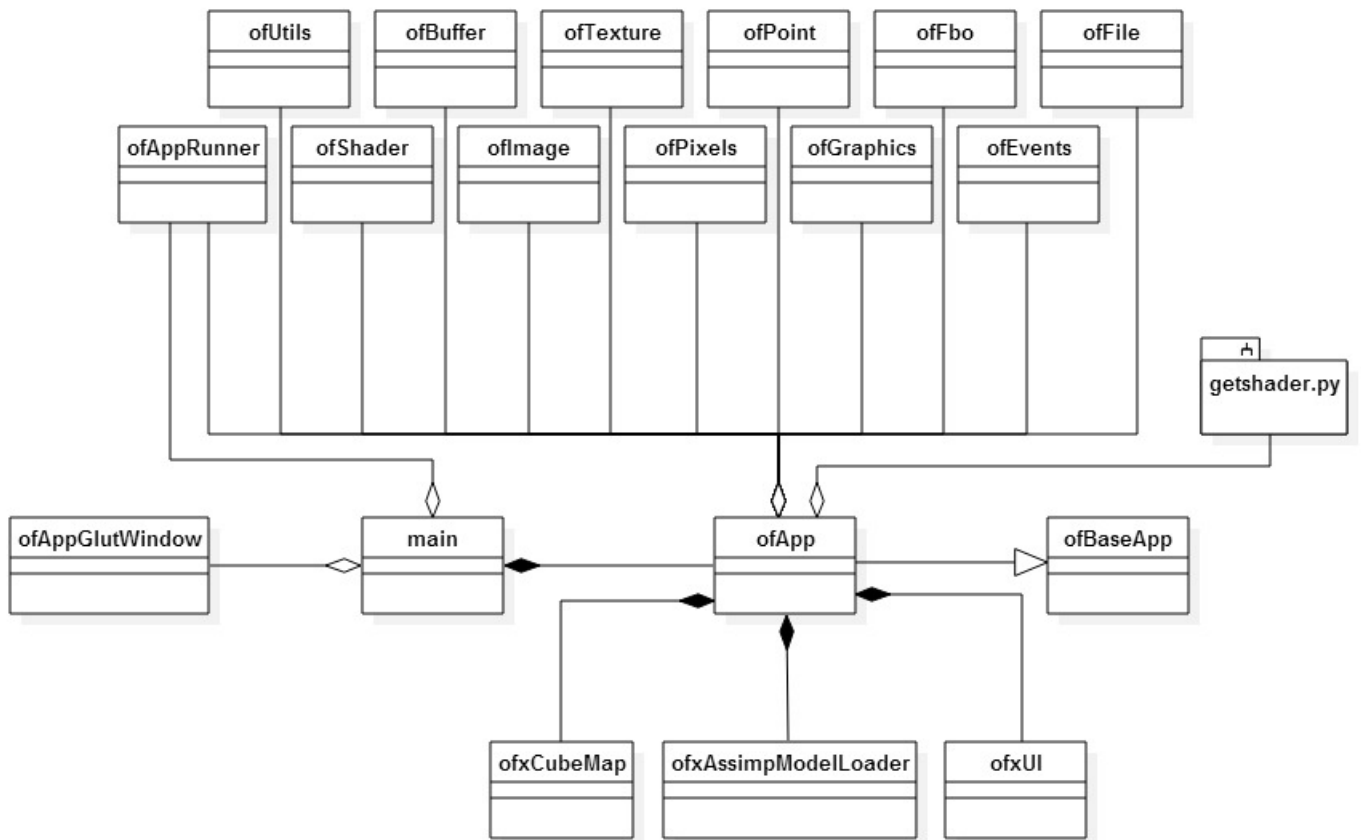 ofUtils
ofBuffer
ofTexture
ofPoint
ofFbo
ofFile
ofAppRunner
ofShader
ofImage
ofPixels
ofGraphics
ofEvents
getshader.py
ofAppGlutWindow
main
ofApp
ofBaseApp
ofxCubeMap
ofxAssimpModelLoader
ofxUI